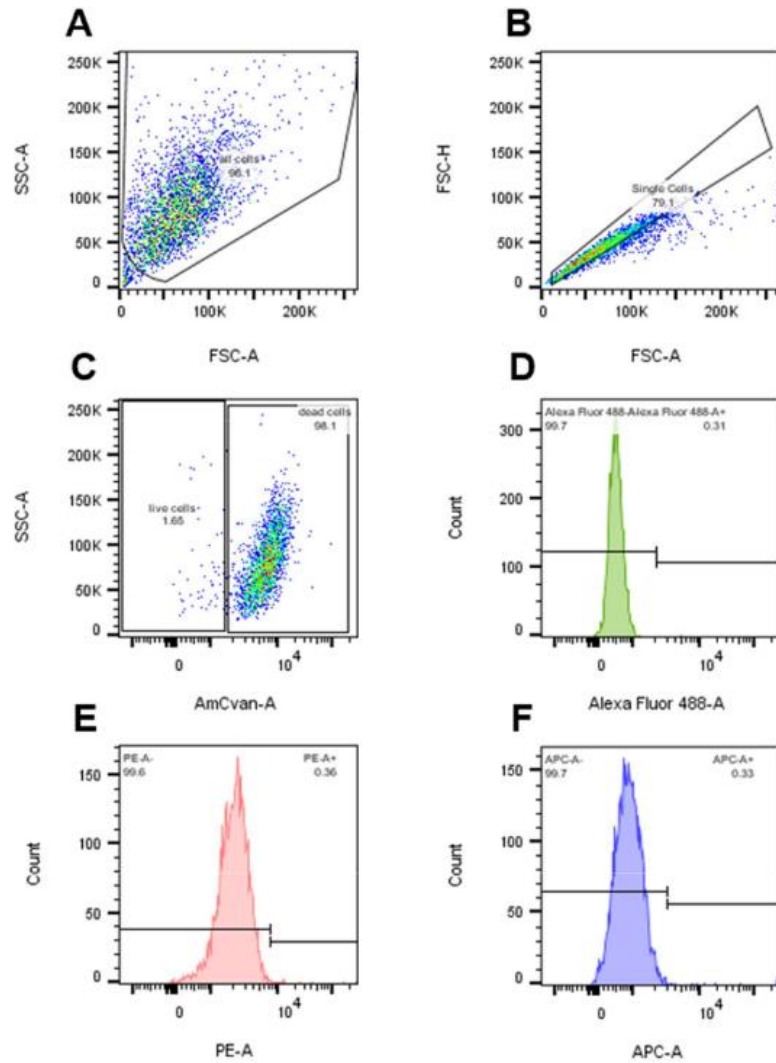 A
B
250K
200K
150K
100K
50K
0
SSC-A
all cells
96.1
0
100K
200K
FSC-A
250K
200K
150K
100K
50K
0
FSC-H
Single Cells
79.1
0
100K
200K
FSC-A
C
D
250K
200K
150K
100K
50K
0
SSC-A
dead cells
98.1
live cells
1.65
0
10^4
AmCyan-A
300
200
100
0
Count
Alexa Fluor 488-A
Alexa Fluor 488-A+
99.7
0.31
0
10^4
Alexa Fluor 488-A
E
F
150
100
50
0
Count
PE-A-
PE-A+
99.6
0.36
0
10^4
PE-A
150
100
50
0
Count
APC-A-
APC-A+
99.7
0.33
0
10^4
APC-A